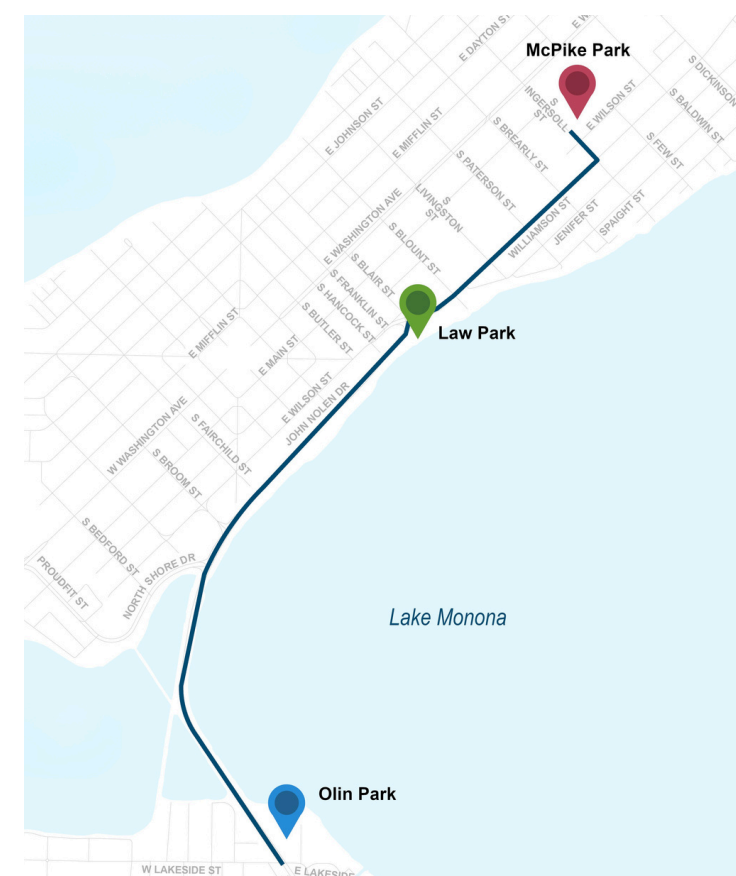 E DAYTON ST
E W
McPike Park
S DICKINSON
S
INGERSOLL
ST
E WILSON ST
S BALDWIN ST
E JOHNSON ST
E MIFFLIN ST
S BREARLY ST
S FEW ST
S PATERSON ST
S
LIVINGSTON
ST
E WASHINGTON AVE
WILLIAMSON ST
JENIFER ST
SPAIGHT ST
S BLOUNT ST
S BLAIR ST
S FRANKLIN ST
S HANCOCK ST
S BUTLER ST
Law Park
E MIFFLIN ST
E MAIN ST
E WILSON ST
JOHN NOLEN DR
W WASHINGTON AVE
S FAIRCHILD ST
S BROOM ST
S BEDFORD ST
PROUDFIT ST
NORTH SHORE DR
Lake Monona
Olin Park
W LAKESIDE ST
E LAKESIDE